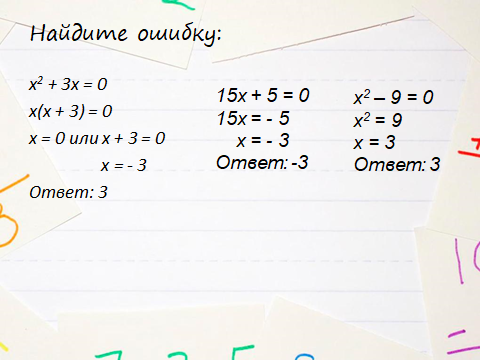 Найдите ошибку:
x² + 3x = 0
x(x + 3) = 0
x = 0 или x + 3 = 0
x = - 3
Ответ: 3
15x + 5 = 0
15x = - 5
x = - 3
Ответ: -3
x² – 9 = 0
x² = 9
x = 3
Ответ: 3